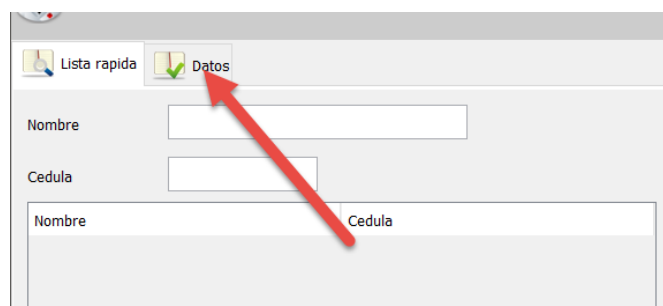 Lista rapida Datos
Nombre
Cedula
Nombre Cedula